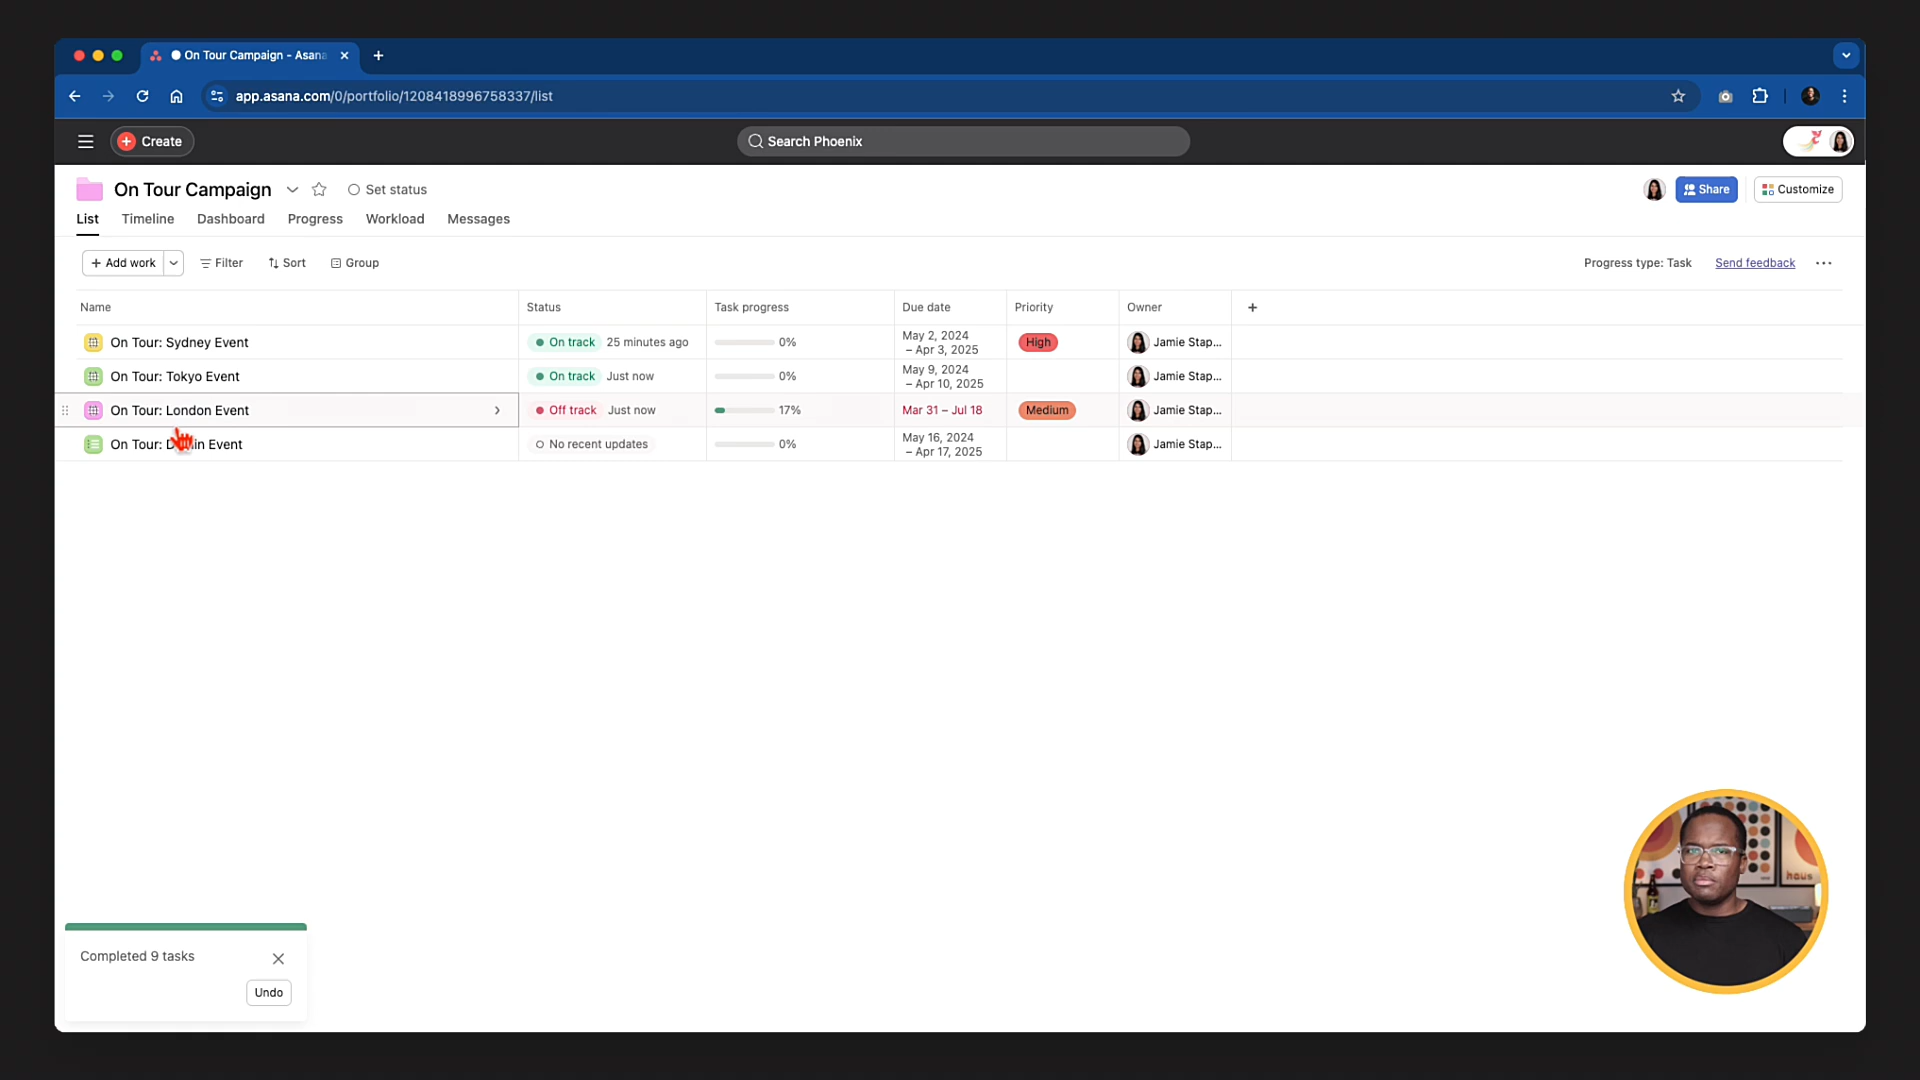 On Tour Campaign - Asana
app.asana.com/0/portfolio/1208418996758337/list
Create
Search Phoenix
On Tour Campaign
Set status
Share
Customize
List
Timeline
Dashboard
Progress
Workload
Messages
+ Add work
Filter
Sort
Group
Progress type: Task
Send feedback
Name
Status
Task progress
Due date
Priority
Owner
On Tour: Sydney Event
On track
25 minutes ago
0%
May 2, 2024
– Apr 3, 2025
High
Jamie Stap...
On Tour: Tokyo Event
On track
Just now
0%
May 9, 2024
– Apr 10, 2025
Jamie Stap...
On Tour: London Event
Off track
Just now
17%
Mar 31 – Jul 18
Medium
Jamie Stap...
On Tour: Event
No recent updates
0%
May 16, 2024
– Apr 17, 2025
Jamie Stap...
Completed 9 tasks
Undo
haus